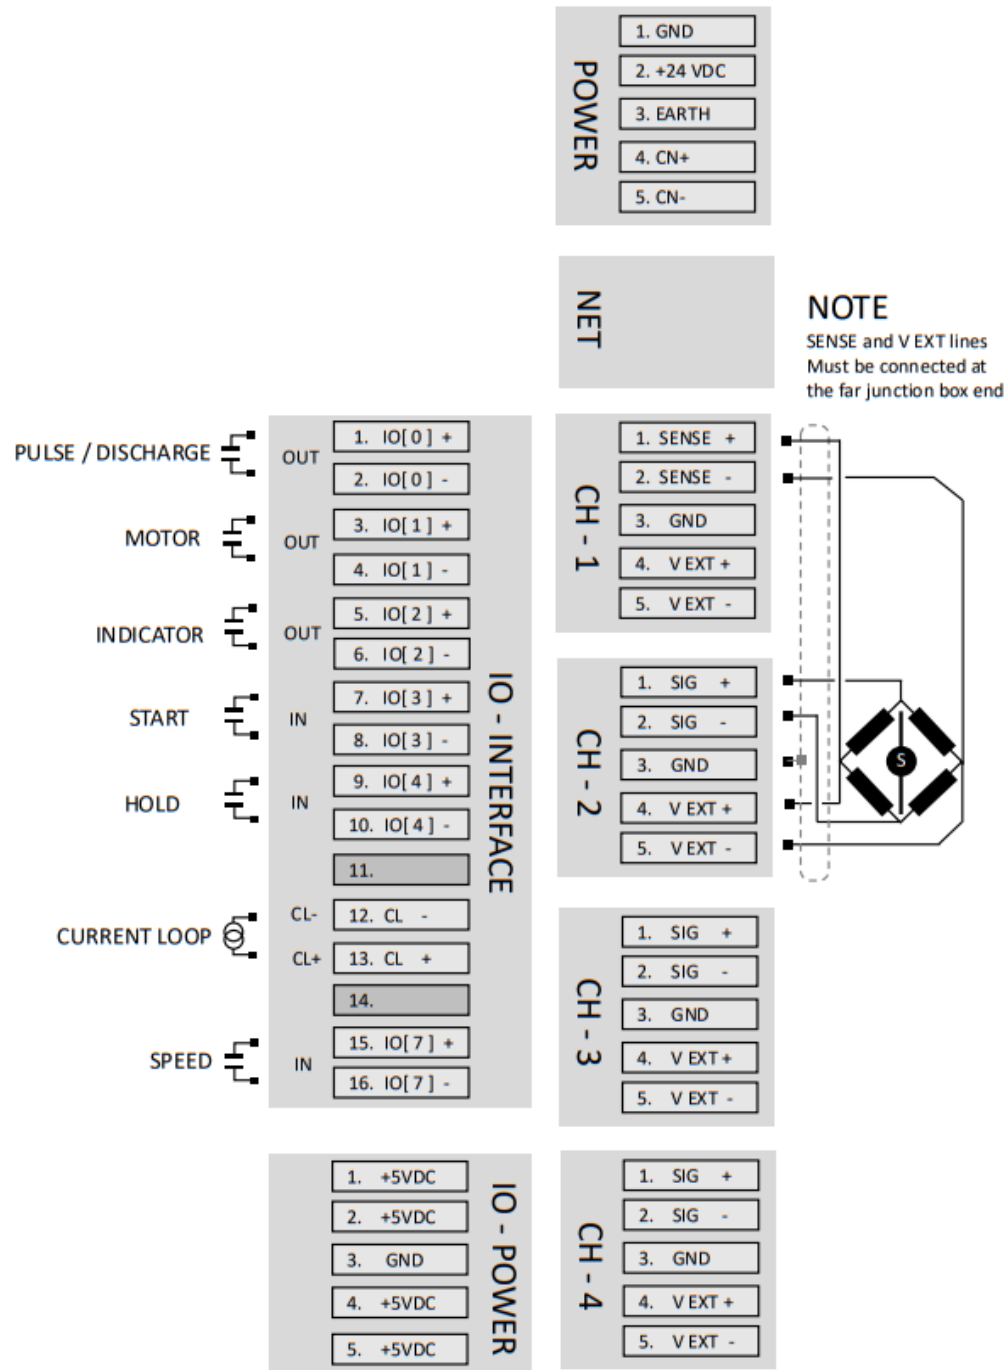 POWER
1. GND
2. +24 VDC
3. EARTH
4. CN+
5. CN-
NET
NOTE
SENSE and V EXT lines
Must be connected at
the far junction box end
PULSE / DISCHARGE
MOTOR
INDICATOR
START
HOLD
CURRENT LOOP
SPEED
OUT
OUT
OUT
IN
IN
CL-
CL+
IN
1. IO[ 0 ] +
2. IO[ 0 ] -
3. IO[ 1 ] +
4. IO[ 1 ] -
5. IO[ 2 ] +
6. IO[ 2 ] -
7. IO[ 3 ] +
8. IO[ 3 ] -
9. IO[ 4 ] +
10. IO[ 4 ] -
11.
12. CL -
13. CL +
14.
15. IO[ 7 ] +
16. IO[ 7 ] -
IO - INTERFACE
CH - 1
1. SENSE +
2. SENSE -
3. GND
4. V EXT +
5. V EXT -
CH - 2
1. SIG +
2. SIG -
3. GND
4. V EXT +
5. V EXT -
S
CH - 3
1. SIG +
2. SIG -
3. GND
4. V EXT +
5. V EXT -
1. +5VDC
2. +5VDC
3. GND
4. +5VDC
5. +5VDC
IO - POWER
CH - 4
1. SIG +
2. SIG -
3. GND
4. V EXT +
5. V EXT -